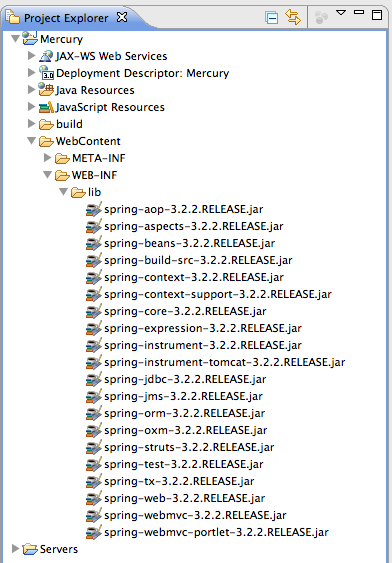 Project Explorer
Mercury
JAX-WS Web Services
3.0 Deployment Descriptor: Mercury
Java Resources
JavaScript Resources
build
WebContent
META-INF
WEB-INF
lib
spring-aop-3.2.2.RELEASE.jar
spring-aspects-3.2.2.RELEASE.jar
spring-beans-3.2.2.RELEASE.jar
spring-build-src-3.2.2.RELEASE.jar
spring-context-3.2.2.RELEASE.jar
spring-context-support-3.2.2.RELEASE.jar
spring-core-3.2.2.RELEASE.jar
spring-expression-3.2.2.RELEASE.jar
spring-instrument-3.2.2.RELEASE.jar
spring-instrument-tomcat-3.2.2.RELEASE.jar
spring-jdbc-3.2.2.RELEASE.jar
spring-jms-3.2.2.RELEASE.jar
spring-orm-3.2.2.RELEASE.jar
spring-oxm-3.2.2.RELEASE.jar
spring-struts-3.2.2.RELEASE.jar
spring-test-3.2.2.RELEASE.jar
spring-tx-3.2.2.RELEASE.jar
spring-web-3.2.2.RELEASE.jar
spring-webmvc-3.2.2.RELEASE.jar
spring-webmvc-portlet-3.2.2.RELEASE.jar
Servers